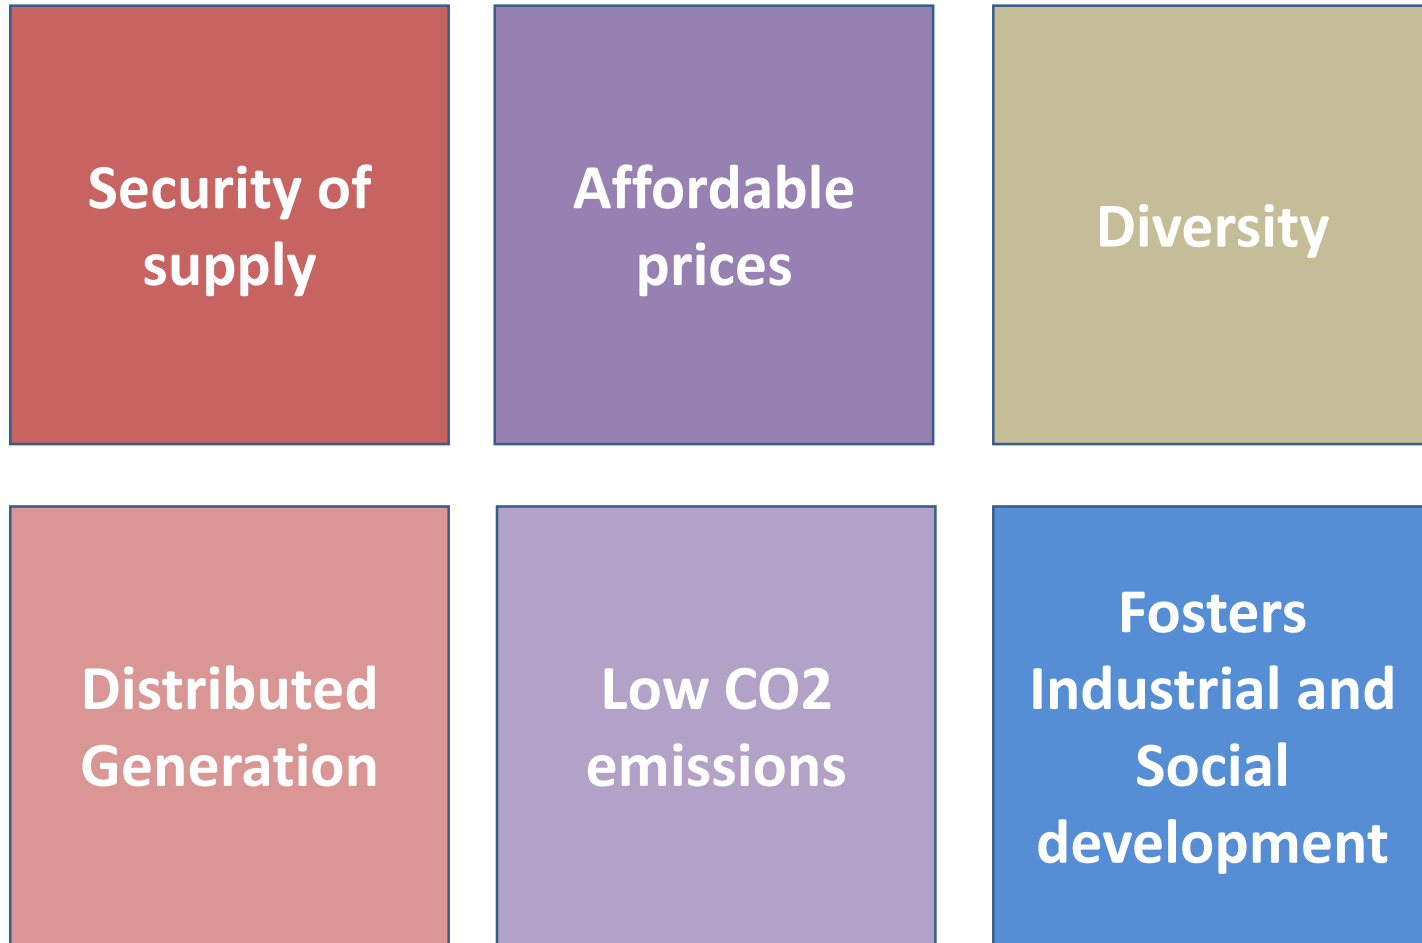 Security of
supply
Affordable
prices
Diversity
Distributed
Generation
Low CO2
emissions
Fosters
Industrial and
Social
development